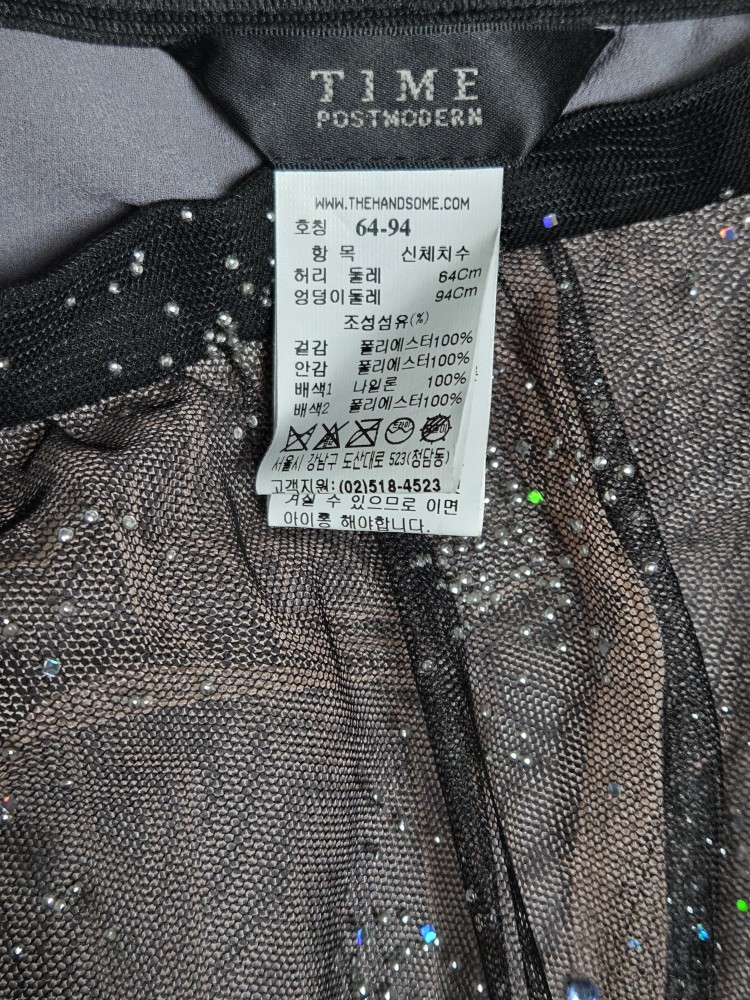 TIME
POSTMODERN
WWW.THEHANDSOME.COM
호칭 64-94
항 목 신체치수
허리 둘레 64Cm
엉덩이둘레 94Cm
조성섬유(%)
겉감 폴리에스터100%
안감 폴리에스터100%
배색1 나일론 100%
배색2 폴리에스터100%
서울시 강남구 도산대로 523(청담동)
고객지원:(02)518-4523
수 있으므로 이면
아이롱 해야합니다.